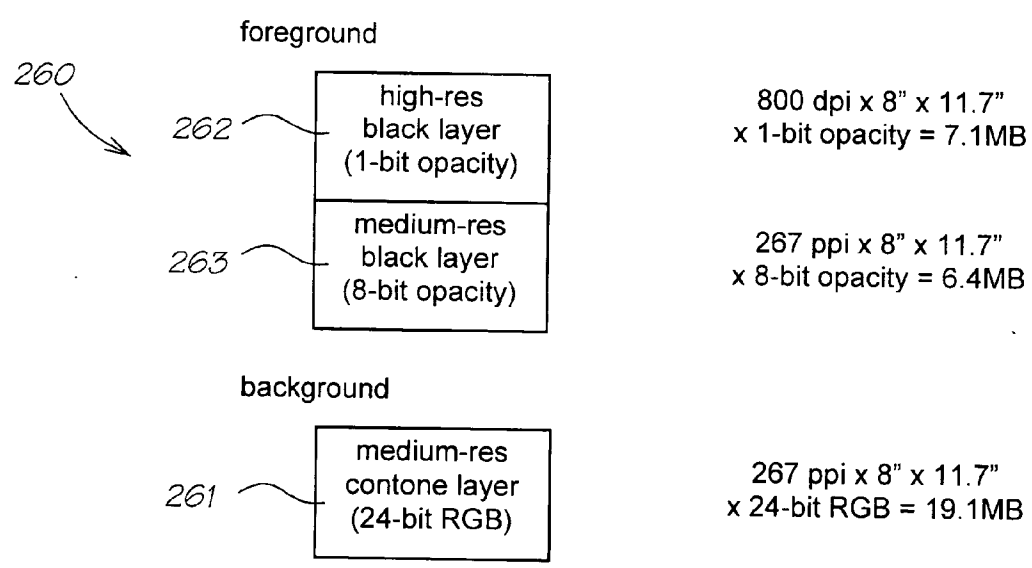 foreground
260
high-res
black layer
(1-bit opacity)
262
800 dpi x 8” x 11.7”
x 1-bit opacity = 7.1MB
medium-res
black layer
(8-bit opacity)
263
267 ppi x 8” x 11.7”
x 8-bit opacity = 6.4MB
background
medium-res
contone layer
(24-bit RGB)
261
267 ppi x 8” x 11.7”
x 24-bit RGB = 19.1MB